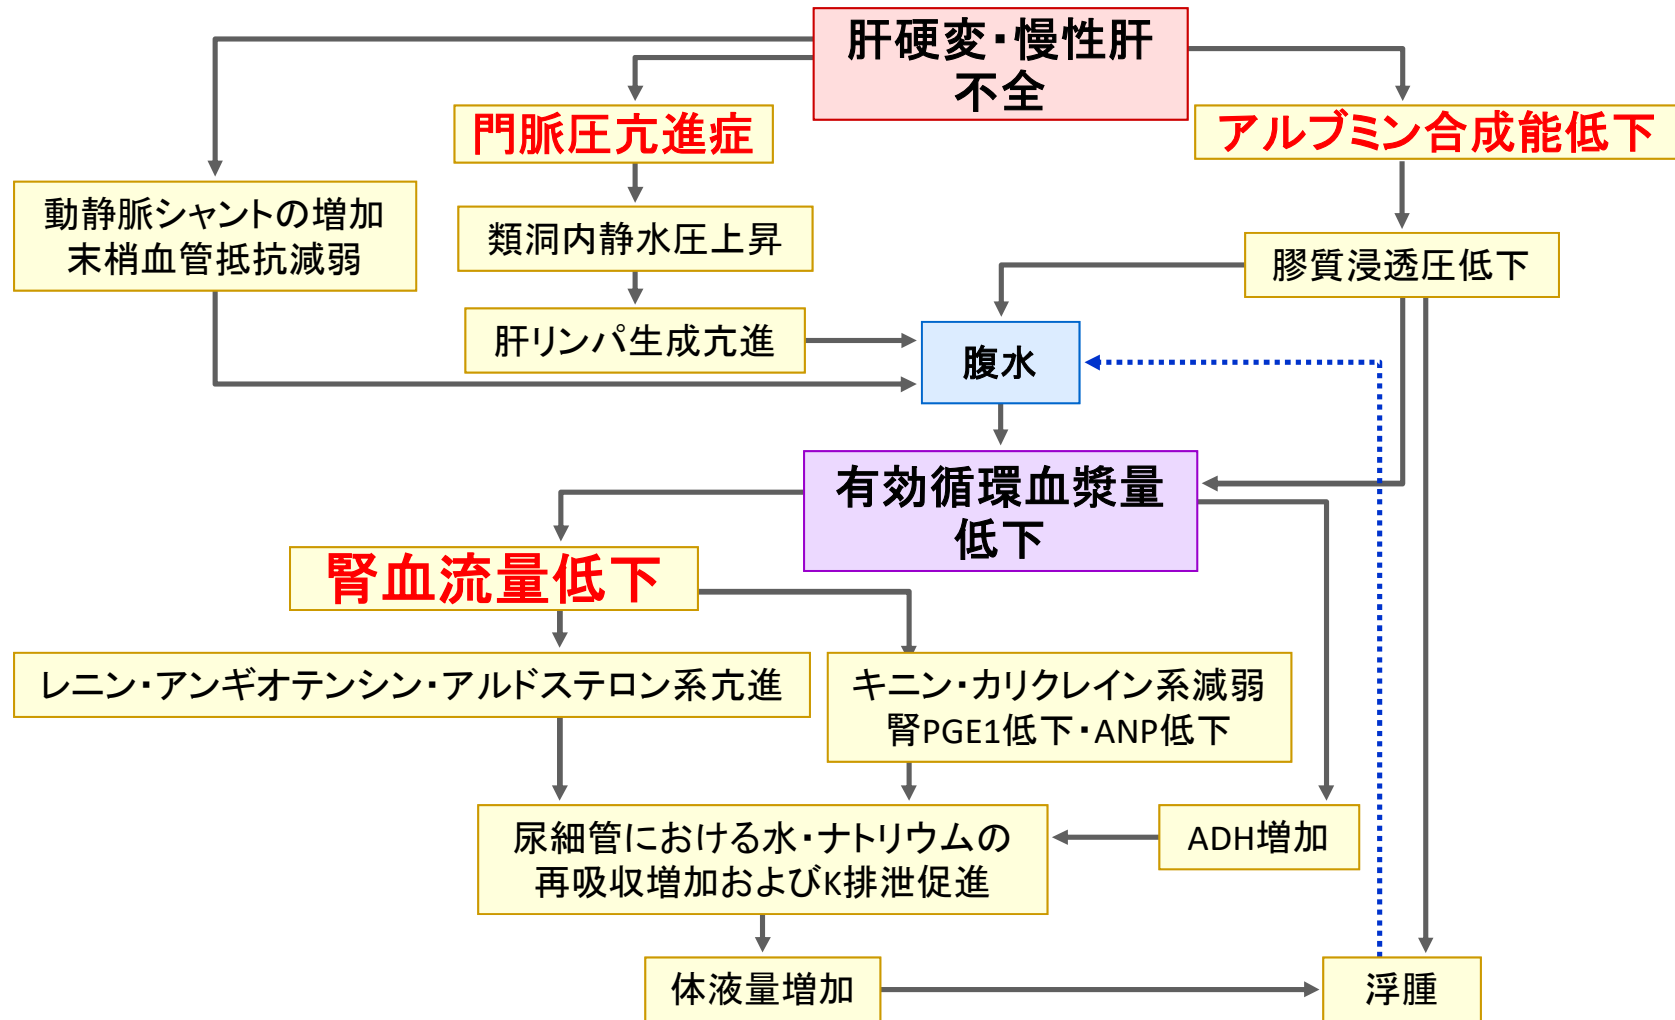 肝硬変・慢性肝
不全
門脈圧亢進症
アルブミン合成能低下
動静脈シャントの増加
末梢血管抵抗減弱
類洞内静水圧上昇
膠質浸透圧低下
肝リンパ生成亢進
腹水
有効循環血漿量
低下
腎血流量低下
レニン・アンギオテンシン・アルドステロン系亢進
キニン・カリクレイン系減弱
腎PGE1低下・ANP低下
尿細管における水・ナトリウムの
再吸収増加およびK排泄促進
ADH増加
体液量増加
浮腫